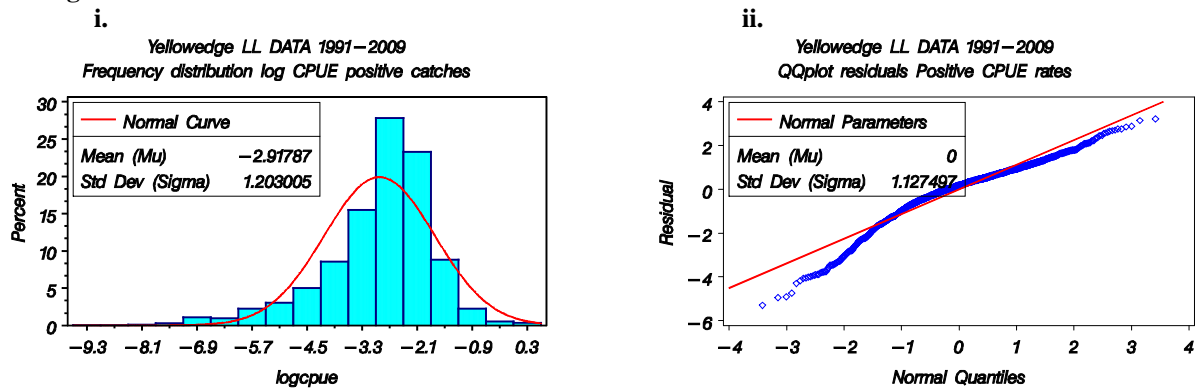 i.
Yellowedge LL DATA 1991–2009
Frequency distribution log CPUE positive catches
30
25
20
15
10
5
0
Percent
Normal Curve
Mean (Mu) −2.91787
Std Dev (Sigma) 1.203005
−9.3 −8.1 −6.9 −5.7 −4.5 −3.3 −2.1 −0.9 0.3
logcpue
ii.
Yellowedge LL DATA 1991–2009
QQplot residuals Positive CPUE rates
4
2
0
−2
−4
−6
Residual
Normal Parameters
Mean (Mu) 0
Std Dev (Sigma) 1.127497
−4 −3 −2 −1 0 1 2 3 4
Normal Quantiles